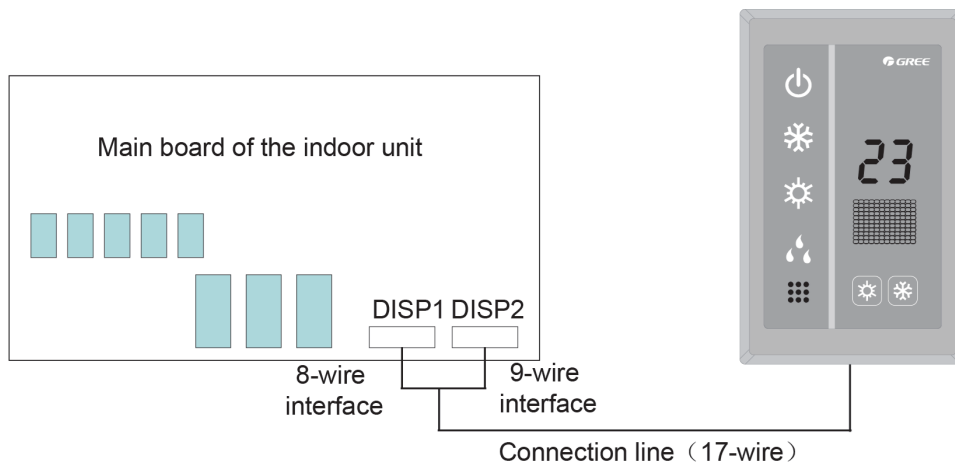 GREE
Main board of the indoor unit
23
DISP1 DISP2
8-wire
interface
9-wire
interface
Connection line（17-wire）